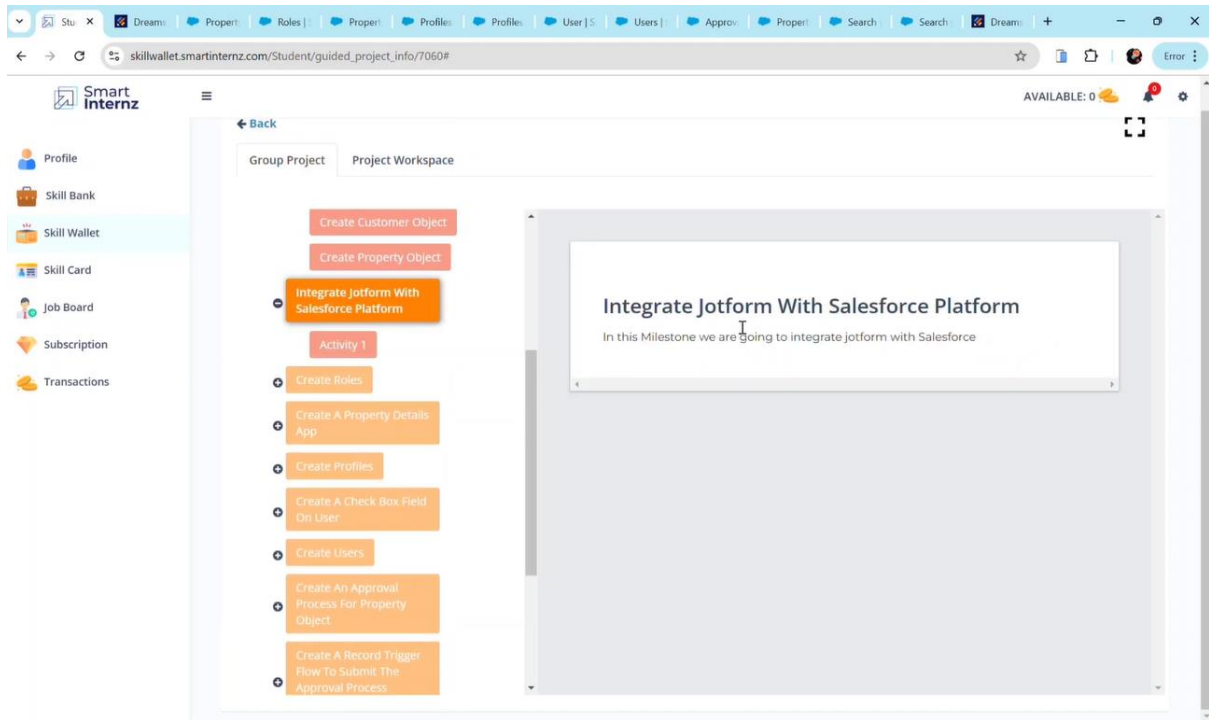 Stu
Dreams
Propert
Roles | S
Propert
Profiles
Profiles
User | S
Users |
Approv
Propert
Search
Search
Dreams
skillwallet.smartinternz.com/Student/guided_project_info/7060#
Error
Smart
Internz
AVAILABLE: 0
0
Back
Group Project
Project Workspace
Profile
Skill Bank
Skill Wallet
Skill Card
Job Board
Subscription
Transactions
Create Customer Object
Create Property Object
Integrate Jotform With
Salesforce Platform
Activity 1
Create Roles
Create A Property Details
App
Create Profiles
Create A Check Box Field
On User
Create Users
Create An Approval
Process For Property
Object
Create A Record Trigger
Flow To Submit The
Approval Process
Integrate Jotform With Salesforce Platform
In this Milestone we are going to integrate jotform with Salesforce